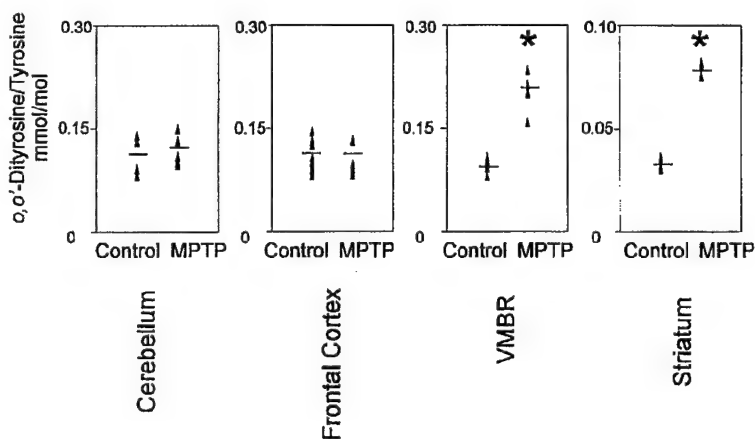 o,o'-Dityrosine/Tyrosine
mmol/mol
0.30
0.15
0
Control MPTP
Cerebellum
0.30
0.15
0
Control MPTP
Frontal Cortex
0.30
0.15
0
*
Control MPTP
VMBR
0.10
0.05
0
*
Control MPTP
Striatum